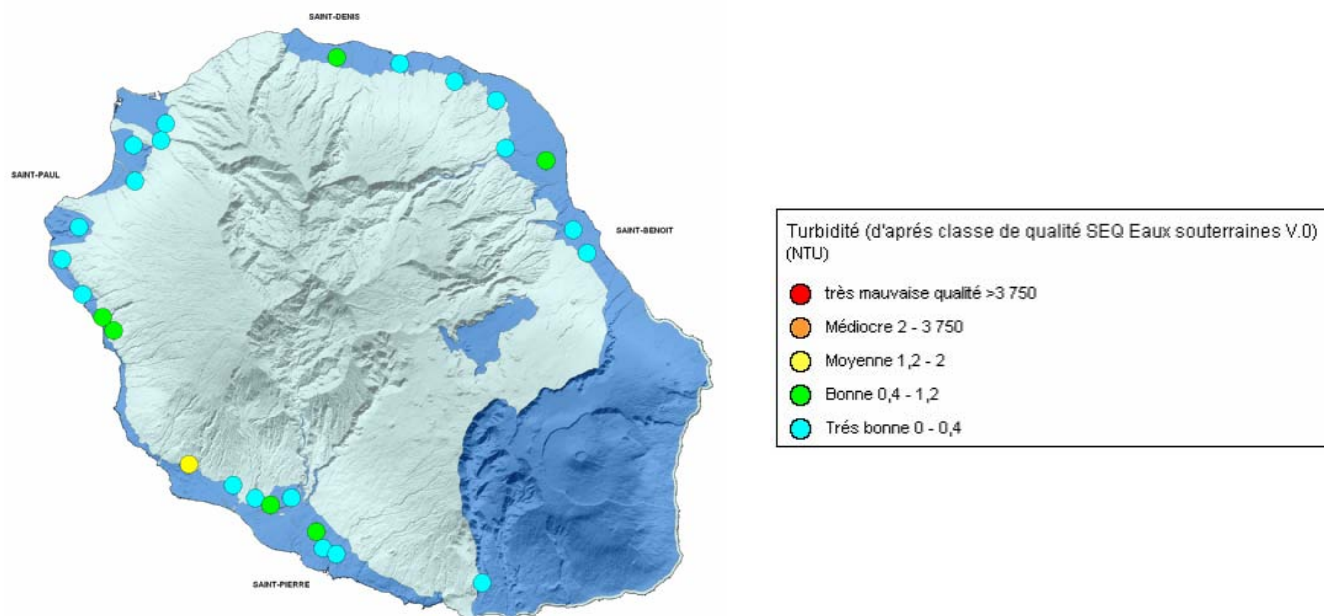 SAINT-DENIS
SAINT-PAUL
SAINT-BENOIT
SAINT-PIERRE
Turbidité (d'aprés classe de qualité SEQ Eaux souterraines V.0)
(NTU)
très mauvaise qualité >3 750
Médiocre 2 - 3 750
Moyenne 1,2 - 2
Bonne 0,4 - 1,2
Trés bonne 0 - 0,4